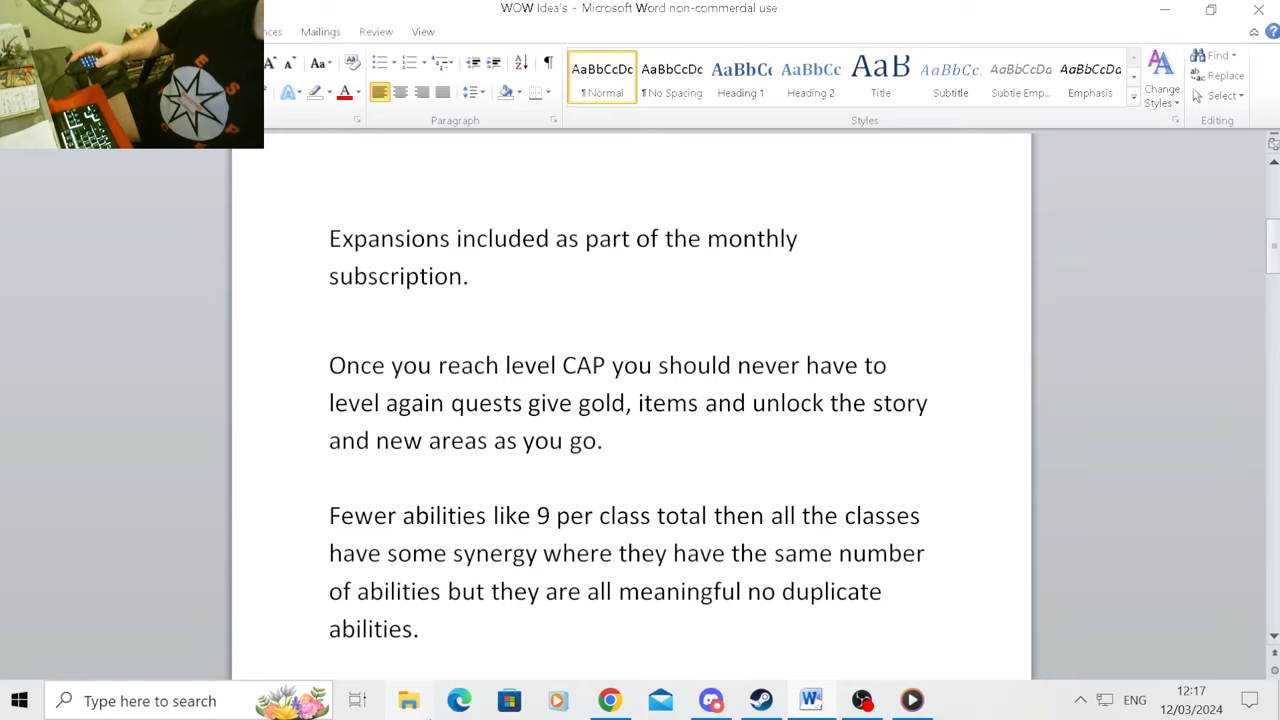 WOW Idea's - Microsoft Word non-commercial use
Mailings Review View
Find
Replace
Select
AaBbCcDc AaBbCcDc AaBbCc AaBbCc AaB AaBbCc. AaBbCcDc AaBbCcDc
¶ Normal ¶ No Spacing Heading 1 Heading 2 Title Subtitle Subtle Emp... Emphasis
Change
Styles
Paragraph Styles Editing
Expansions included as part of the monthly
subscription.
Once you reach level CAP you should never have to
level again quests give gold, items and unlock the story
and new areas as you go.
Fewer abilities like 9 per class total then all the classes
have some synergy where they have the same number
of abilities but they are all meaningful no duplicate
abilities.
Type here to search
ENG
12:17
12/03/2024